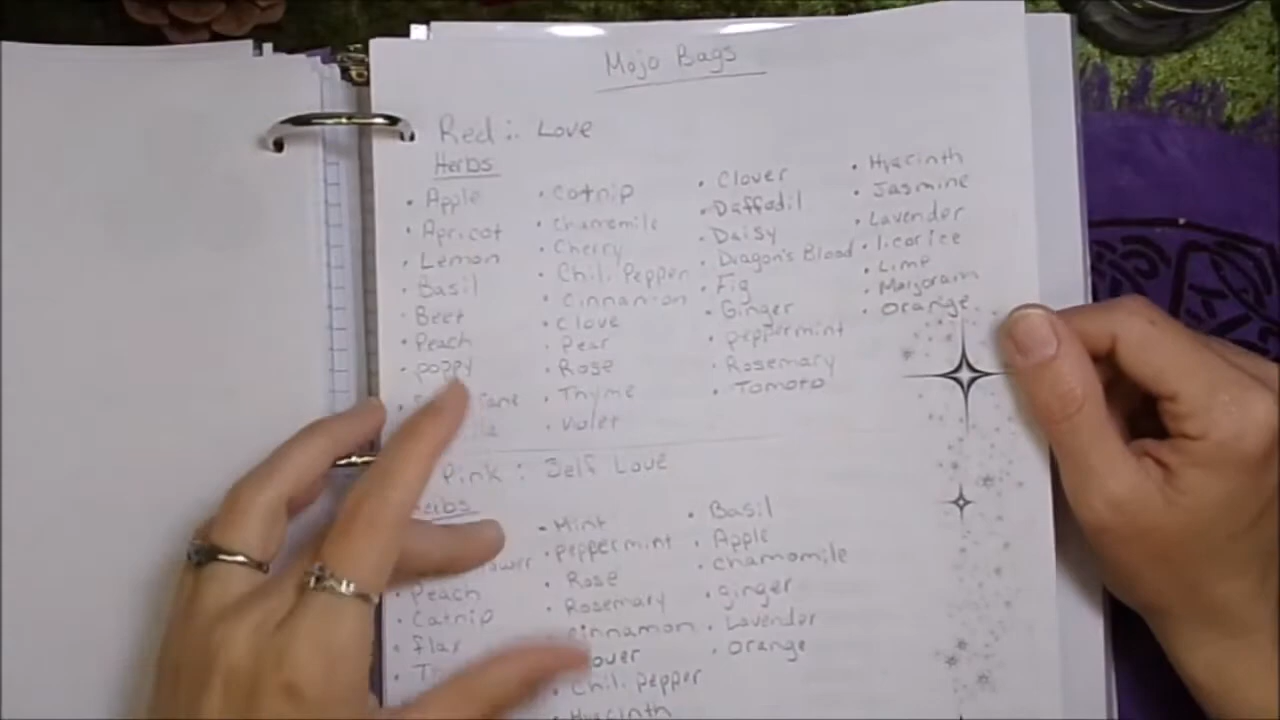 Mojo Bags
Red: Love
Herbs
• Apple
• Apricot
• Lemon
• Basil
• Beet
• Peach
• poppy
• catnip
• Chamomile
• Cherry
• Chili Pepper
• Cinnamon
• Clove
• Pear
• Rose
• Thyme
• Violet
• Clover
• Daffodil
• Daisy
• Dragon's Blood
• Fig
• Ginger
• peppermint
• Rosemary
• Tomato
• Hyacinth
• Jasmine
• Lavender
• licorice
• Lime
• Marjoram
• Orange
Pink: Self Love
Herbs
• Peach
• Catnip
• flax
• Mint
• peppermint
• Rose
• Rosemary
cinnamon
• Chili pepper
• Hyacinth
• Basil
• Apple
• chamomile
• ginger
• Lavender
• orange